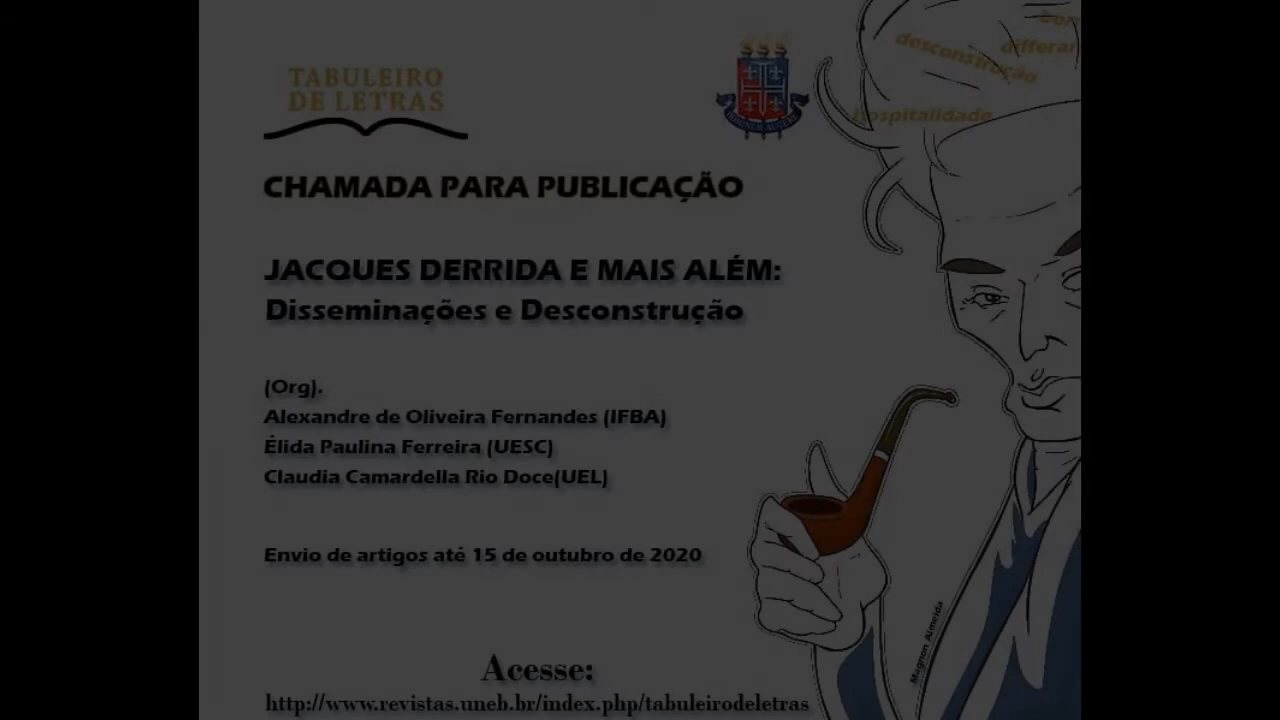 TABULEIRO
DE LETRAS
CHAMADA PARA PUBLICAÇÃO
JACQUES DERRIDA E MAIS ALÉM:
Disseminações e Desconstrução
(Org).
Alexandre de Oliveira Fernandes (IFBA)
Élida Paulina Ferreira (UESC)
Claudia Camardella Rio Doce(UEL)
Envio de artigos até 15 de outubro de 2020
Acesse:
http://www.revistas.uneb.br/index.php/tabuleirodeletras
desconstrução
hospitalidade
Magnon Almeida